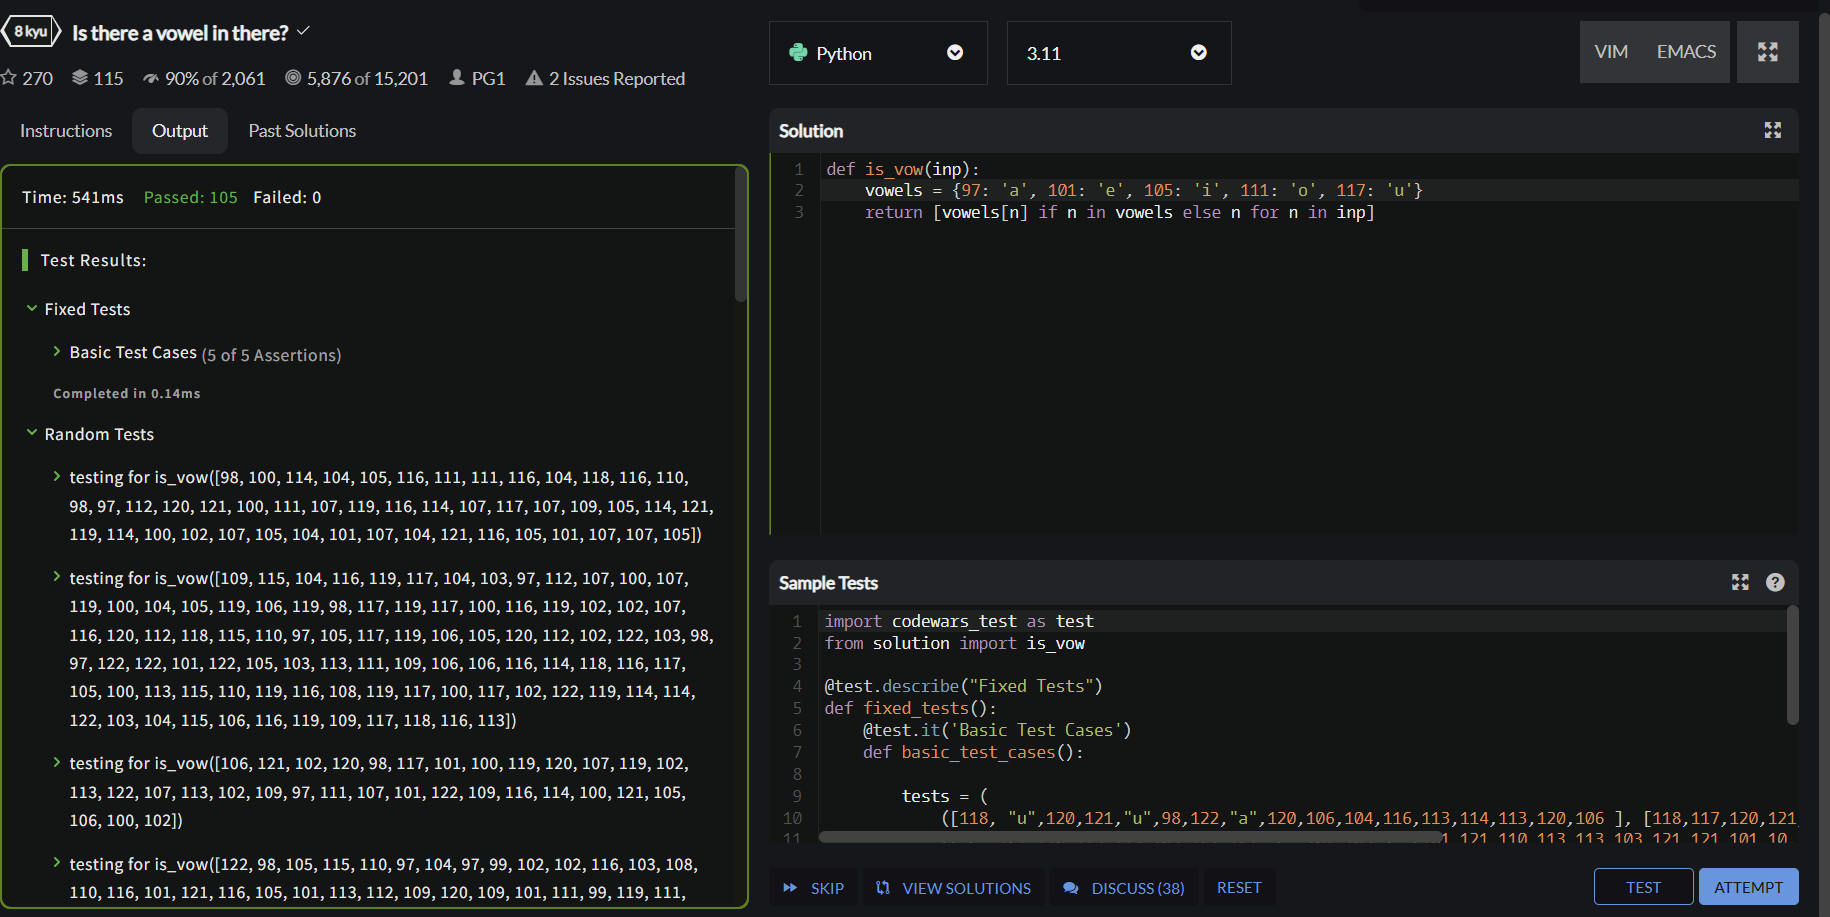 8 kyu
Is there a vowel in there?
270 115 90% of 2,061 5,876 of 15,201 PG1 2 Issues Reported
Instructions Output Past Solutions
Time: 541ms Passed: 105 Failed: 0
Test Results:
Fixed Tests
Basic Test Cases (5 of 5 Assertions)
Completed in 0.14ms
Random Tests
testing for is_vow([98, 100, 114, 104, 105, 116, 111, 111, 116, 104, 118, 116, 110,
98, 97, 112, 120, 121, 100, 111, 107, 119, 116, 114, 107, 117, 107, 109, 105, 114, 121,
119, 114, 100, 102, 107, 105, 104, 101, 107, 104, 121, 116, 105, 101, 107, 107, 105])
testing for is_vow([109, 115, 104, 116, 119, 117, 104, 103, 97, 112, 107, 100, 107,
119, 100, 104, 105, 119, 106, 119, 98, 117, 119, 117, 100, 116, 119, 102, 102, 107,
116, 120, 112, 118, 115, 110, 97, 105, 117, 119, 106, 105, 120, 112, 102, 122, 103, 98,
97, 122, 122, 101, 122, 105, 103, 113, 111, 109, 106, 106, 116, 114, 118, 116, 117,
105, 100, 113, 115, 110, 119, 116, 108, 119, 117, 100, 117, 102, 122, 119, 114, 114,
122, 103, 104, 115, 106, 116, 119, 109, 117, 118, 116, 113])
testing for is_vow([106, 121, 102, 120, 98, 117, 101, 100, 119, 120, 107, 119, 102,
113, 122, 107, 113, 102, 109, 97, 111, 107, 101, 122, 109, 116, 114, 100, 121, 105,
106, 100, 102])
testing for is_vow([122, 98, 105, 115, 110, 97, 104, 97, 99, 102, 102, 116, 103, 108,
110, 116, 101, 121, 116, 105, 101, 113, 112, 109, 120, 109, 101, 111, 99, 119, 111,
Python 3.11 VIM EMACS
Solution
1 def is_vow(inp):
2 vowels = {97: 'a', 101: 'e', 105: 'i', 111: 'o', 117: 'u'}
3 return [vowels[n] if n in vowels else n for n in inp]
Sample Tests
1 import codewars_test as test
2 from solution import is_vow
3
4 @test.describe("Fixed Tests")
5 def fixed_tests():
6 @test.it('Basic Test Cases')
7 def basic_test_cases():
8
9 tests = (
10 ([118, "u",120,121,"u",98,122,"a",120,106,104,116,113,114,113,120,106 ], [118,117,120,121,
11
SKIP VIEW SOLUTIONS DISCUSS (38) RESET TEST ATTEMPT